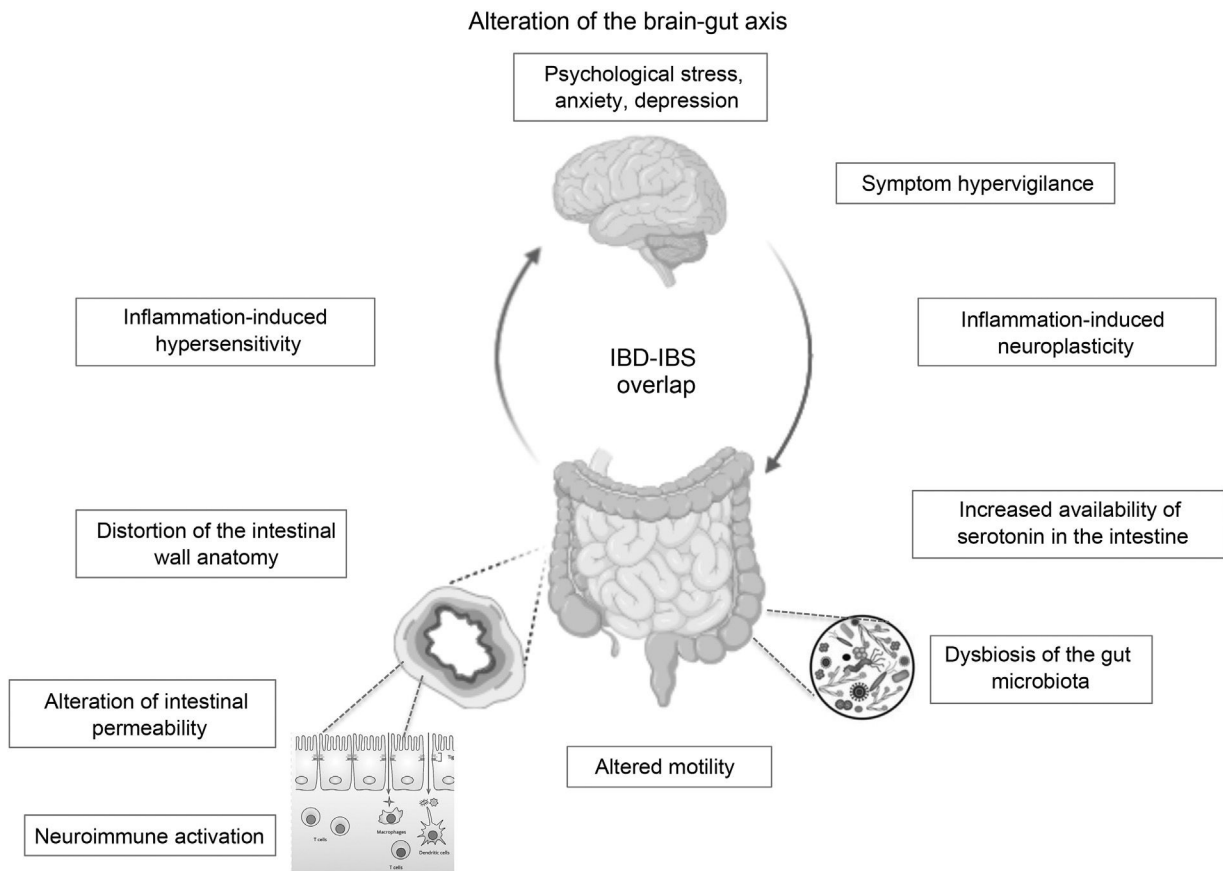 Alteration of the brain-gut axis
Psychological stress,
anxiety, depression
Symptom hypervigilance
Inflammation-induced
hypersensitivity
Inflammation-induced
neuroplasticity
IBD-IBS
overlap
Distortion of the intestinal
wall anatomy
Increased availability of
serotonin in the intestine
Dysbiosis of the gut
microbiota
Alteration of intestinal
permeability
Altered motility
Neuroimmune activation
T cells
Macrophages
T cells
Dendritic cells